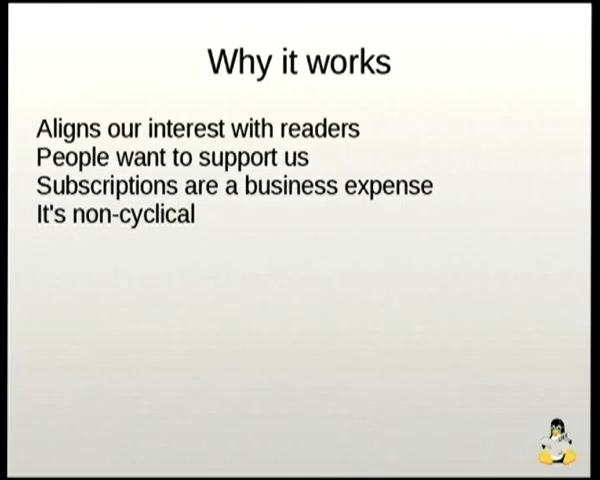 Why it works
Aligns our interest with readers
People want to support us
Subscriptions are a business expense
It's non-cyclical